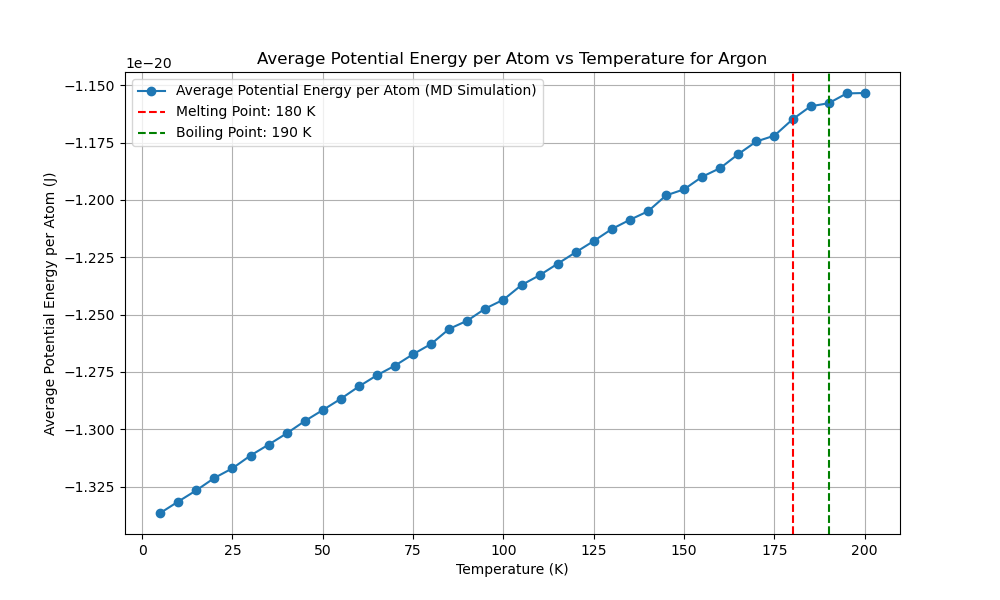 Average Potential Energy per Atom vs Temperature for Argon
1e−20
Average Potential Energy per Atom (MD Simulation)
Melting Point: 180 K
Boiling Point: 190 K
−1.150
−1.175
−1.200
−1.225
−1.250
−1.275
−1.300
−1.325
Average Potential Energy per Atom (J)
0 25 50 75 100 125 150 175 200
Temperature (K)